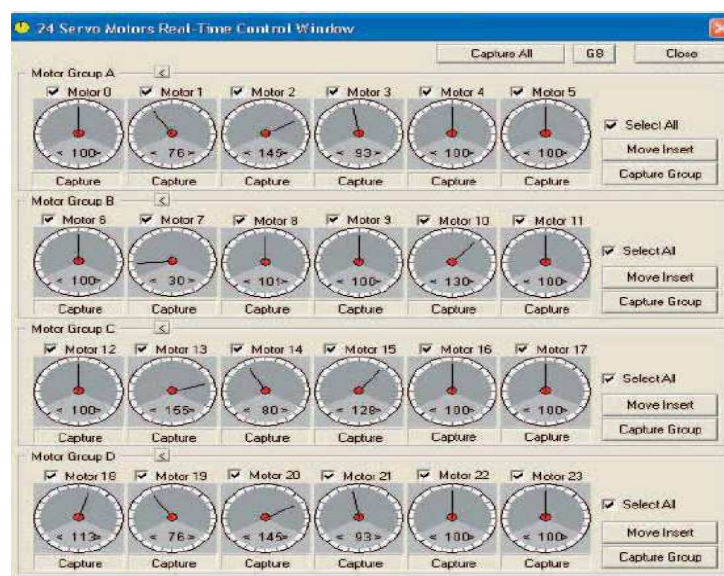 24 Servo Motors Real-Time Control Window
Capture All G8 Close
Motor Group A <
Motor 0 Motor 1 Motor 2 Motor 3 Motor 4 Motor 5
Select All
< 100> < 76 > < 145> < 93 > < 100> < 100>
Move Insert
Capture Capture Capture Capture Capture Capture
Capture Group
Motor Group B <
Motor 6 Motor 7 Motor 8 Motor 9 Motor 10 Motor 11
Select All
< 100> < 30 > < 101> < 100> < 130> < 100>
Move Insert
Capture Capture Capture Capture Capture Capture
Capture Group
Motor Group C <
Motor 12 Motor 13 Motor 14 Motor 15 Motor 16 Motor 17
Select All
< 100> < 155 > < 80 > < 128> < 100> < 100>
Move Insert
Capture Capture Capture Capture Capture Capture
Capture Group
Motor Group D <
Motor 18 Motor 19 Motor 20 Motor 21 Motor 22 Motor 23
Select All
< 113> < 76 > < 145> < 93 > < 100> < 100>
Move Insert
Capture Capture Capture Capture Capture Capture
Capture Group